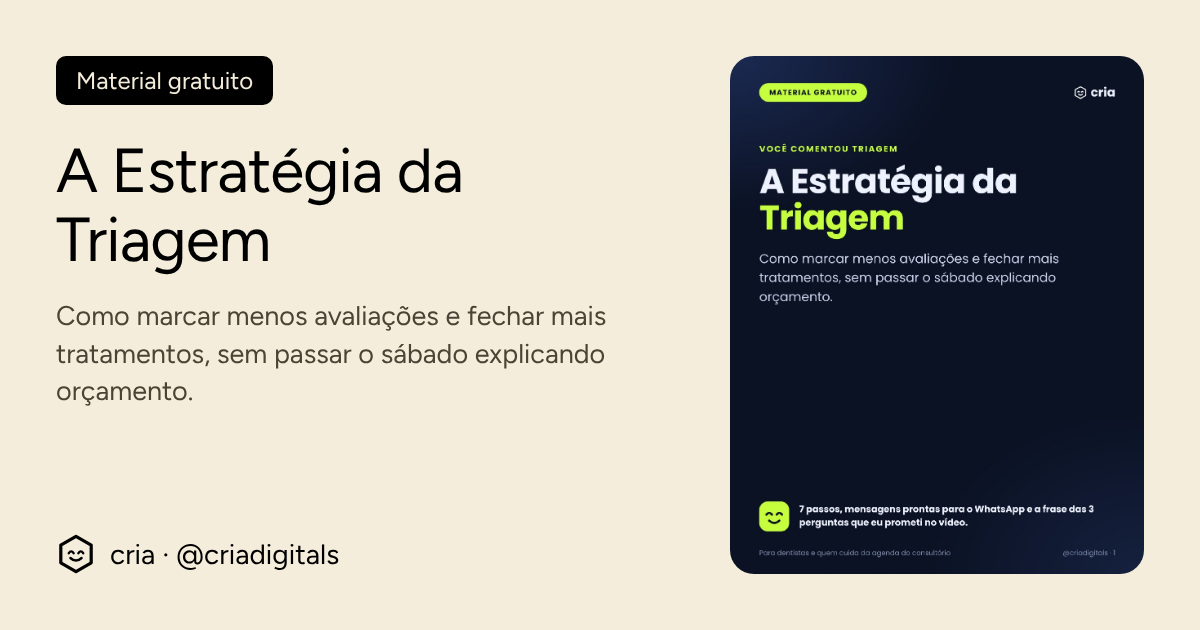 Material gratuito
A Estratégia da
Triagem
Como marcar menos avaliações e fechar mais
tratamentos, sem passar o sábado explicando
orçamento.
cria · @criadigitals
MATERIAL GRATUITO
cria
VOCÊ COMENTOU TRIAGEM
A Estratégia da
Triagem
Como marcar menos avaliações e fechar mais
tratamentos, sem passar o sábado explicando
orçamento.
7 passos, mensagens prontas para o WhatsApp e a frase das 3
perguntas que eu prometi no vídeo.
Para dentistas e quem cuida da agenda do consultório
@criadigitals · 1